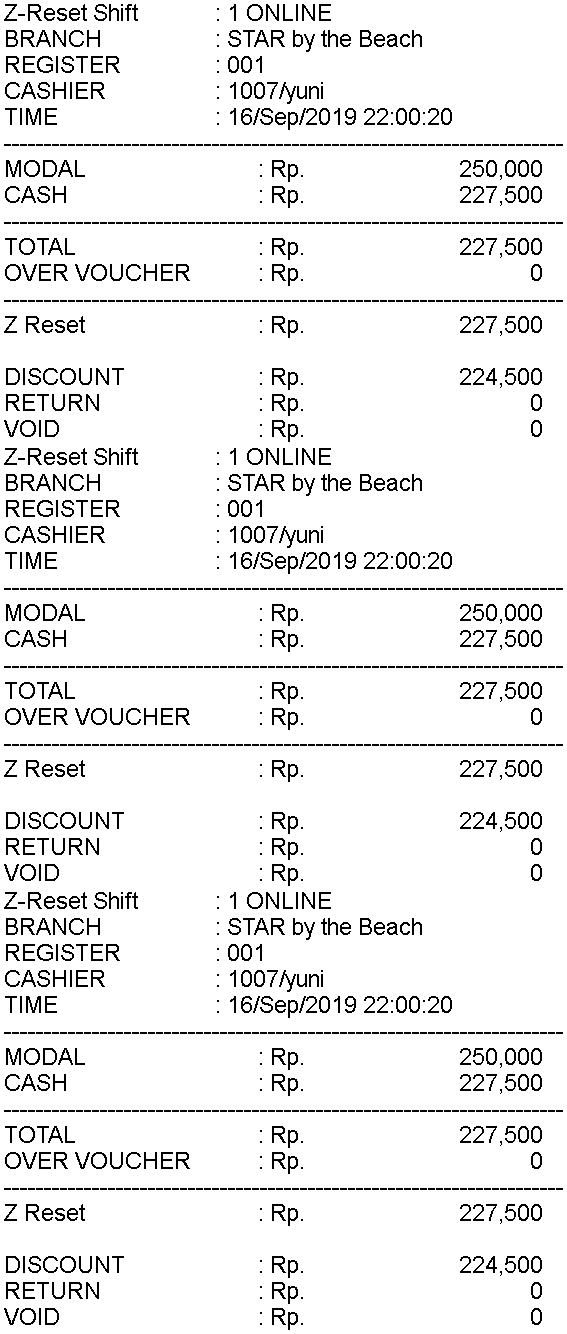 Z-Reset Shift : 1 ONLINE
BRANCH : STAR by the Beach
REGISTER : 001
CASHIER : 1007/yuni
TIME : 16/Sep/2019 22:00:20
MODAL : Rp. 250,000
CASH : Rp. 227,500
TOTAL : Rp. 227,500
OVER VOUCHER : Rp. 0
Z Reset : Rp. 227,500
DISCOUNT : Rp. 224,500
RETURN : Rp. 0
VOID : Rp. 0
Z-Reset Shift : 1 ONLINE
BRANCH : STAR by the Beach
REGISTER : 001
CASHIER : 1007/yuni
TIME : 16/Sep/2019 22:00:20
MODAL : Rp. 250,000
CASH : Rp. 227,500
TOTAL : Rp. 227,500
OVER VOUCHER : Rp. 0
Z Reset : Rp. 227,500
DISCOUNT : Rp. 224,500
RETURN : Rp. 0
VOID : Rp. 0
Z-Reset Shift : 1 ONLINE
BRANCH : STAR by the Beach
REGISTER : 001
CASHIER : 1007/yuni
TIME : 16/Sep/2019 22:00:20
MODAL : Rp. 250,000
CASH : Rp. 227,500
TOTAL : Rp. 227,500
OVER VOUCHER : Rp. 0
Z Reset : Rp. 227,500
DISCOUNT : Rp. 224,500
RETURN : Rp. 0
VOID : Rp. 0